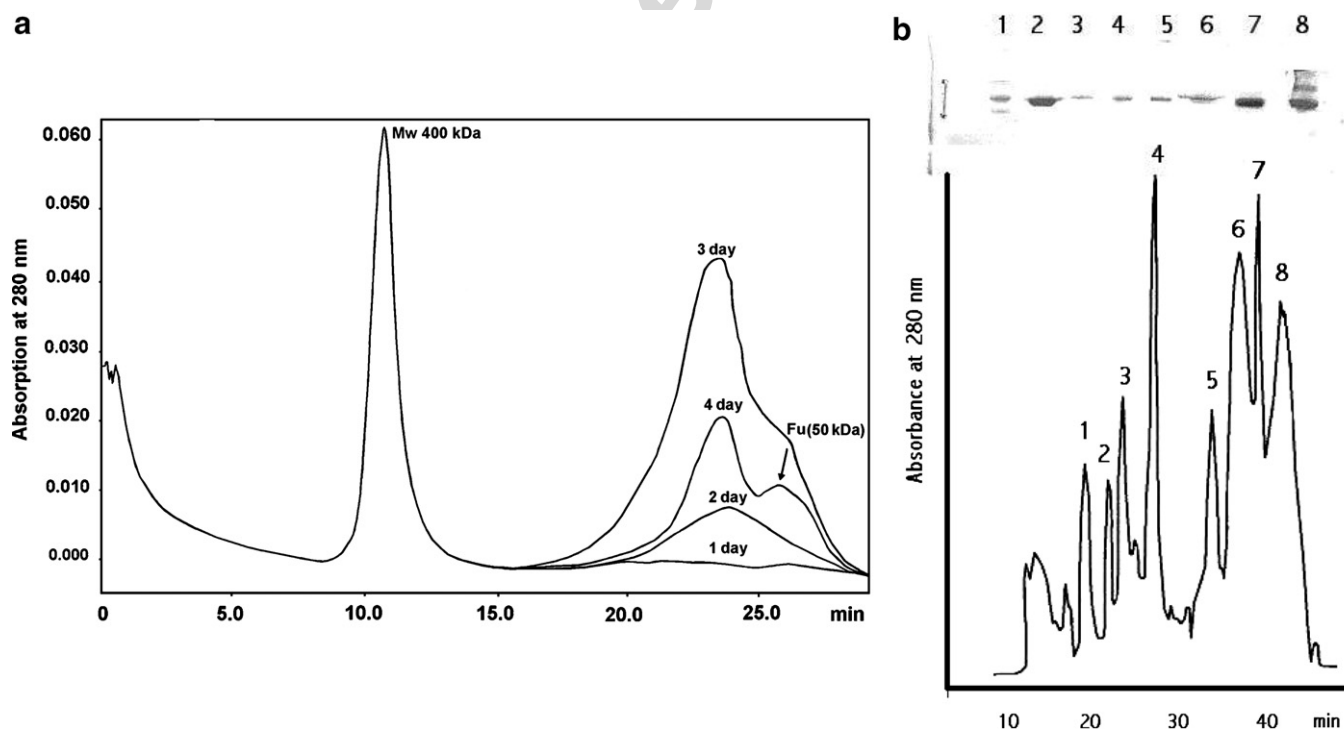 a
Absorption at 280 nm
0.060
0.050
0.040
0.030
0.020
0.010
0.000
Mw 400 kDa
3 day
4 day
Fu(50 kDa)
2 day
1 day
0 5.0 10.0 15.0 20.0 25.0 min
b
1 2 3 4 5 6 7 8
Absorbance at 280 nm
1
2
3
4
5
6
7
8
10 20 30 40 min